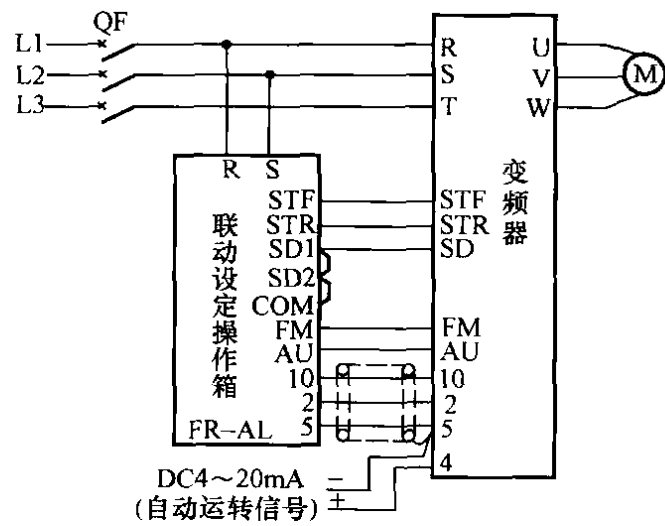 QF
L1
L2
L3
R
S
T
U
V
W
M
R S
STF
STR
SD1
SD2
COM
FM
AU
10
2
5
联动设定操作箱
FR-AL
变频器
STF
STR
SD
FM
AU
10
2
5
4
DC4~20mA
(自动运转信号)
−
+